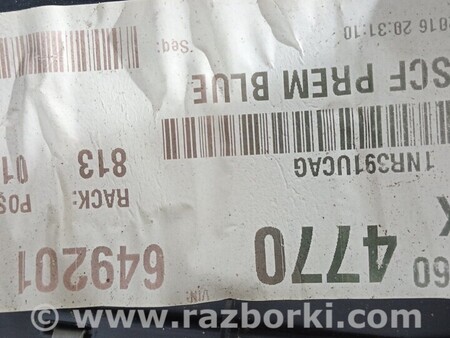 60 4770
VIN: 649201
K
1NR391UCAG
RACK: 813
POS 01
SCF PREM BLUE
2016 20:31:10
Seq:
www.razborki.com